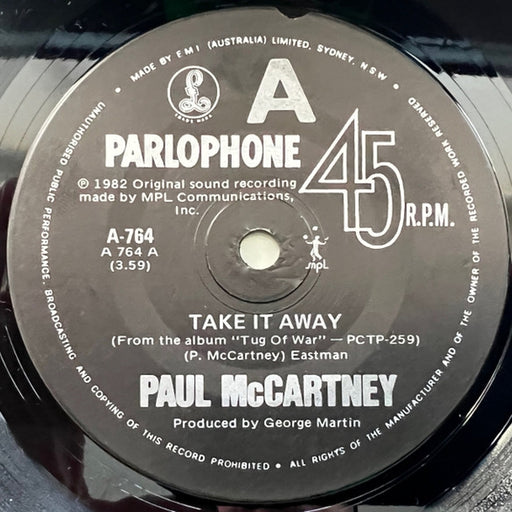 • MADE BY EMI (AUSTRALIA) LIMITED, SYDNEY, N.S.W. •
A
TRADE MARK
PARLOPHONE
45
R.P.M.
℗ 1982 Original sound recording
made by MPL Communications,
Inc.
A-764
A 764 A
(3.59)
mpL
TAKE IT AWAY
(From the album "Tug Of War" — PCTP-259)
(P. McCartney) Eastman
PAUL McCARTNEY
Produced by George Martin
UNAUTHORISED PUBLIC PERFORMANCE, BROADCASTING AND COPYING OF THIS RECORD PROHIBITED • ALL RIGHTS OF THE MANUFACTURER AND OF THE OWNER OF THE RECORDED WORK RESERVED